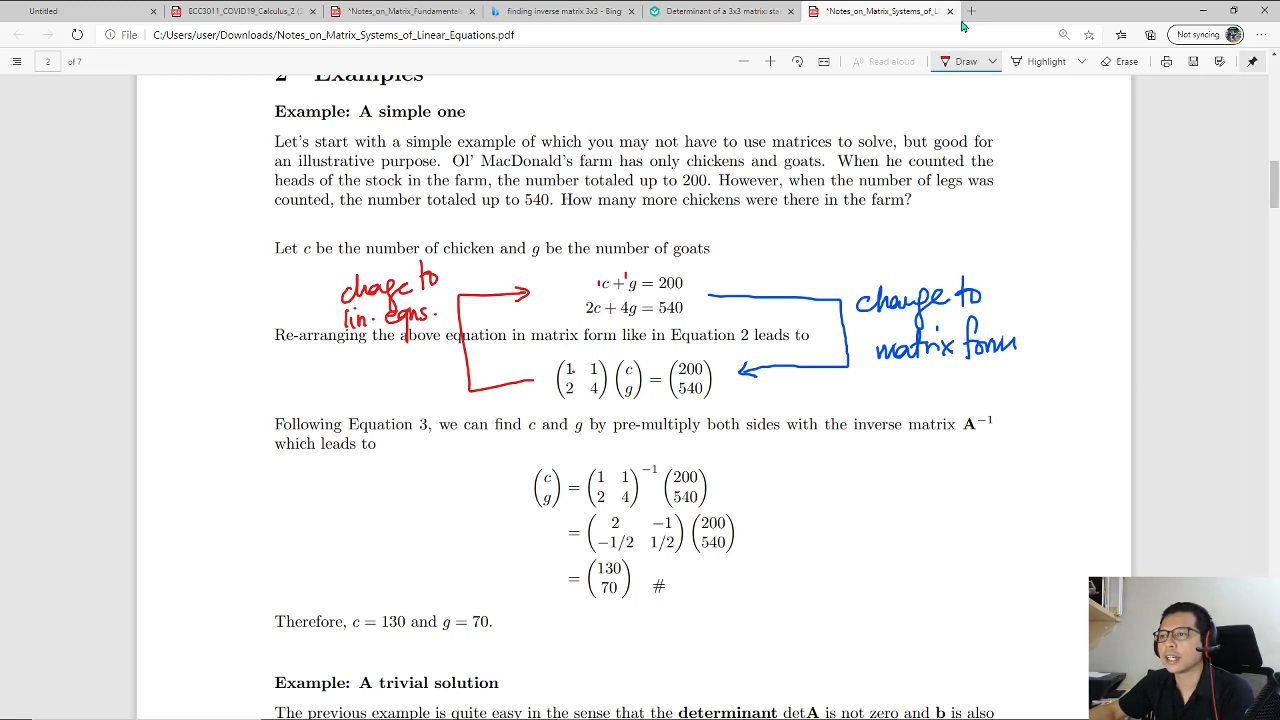 Untitled
ECC3011_COVID19_Calculus_2 (
*Notes_on_Matrix_Fundamental
finding inverse matrix 3x3 - Bing
Determinant of a 3x3 matrix: sta
*Notes_on_Matrix_Systems_of_Li
File C:/Users/user/Downloads/Notes_on_Matrix_Systems_of_Linear_Equations.pdf
Not syncing
2 of 7
Read aloud Draw Highlight Erase
2 Examples
Example: A simple one
Let's start with a simple example of which you may not have to use matrices to solve, but good for
an illustrative purpose. Ol' MacDonald's farm has only chickens and goats. When he counted the
heads of the stock in the farm, the number totaled up to 200. However, when the number of legs was
counted, the number totaled up to 540. How many more chickens were there in the farm?
Let c be the number of chicken and g be the number of goats
chage to
lin. eqns.
1c + 1g = 200
2c + 4g = 540
change to
matrix form
Re-arranging the above equation in matrix form like in Equation 2 leads to
(1 1) (c) = (200)
(2 4) (g) (540)
Following Equation 3, we can find c and g by pre-multiply both sides with the inverse matrix A⁻¹
which leads to
(c) = (1 1)⁻¹ (200)
(g) (2 4) (540)
= (2 −1) (200)
(−1/2 1/2) (540)
= (130)
(70) #
Therefore, c = 130 and g = 70.
Example: A trivial solution
The previous example is quite easy in the sense that the determinant detA is not zero and b is also